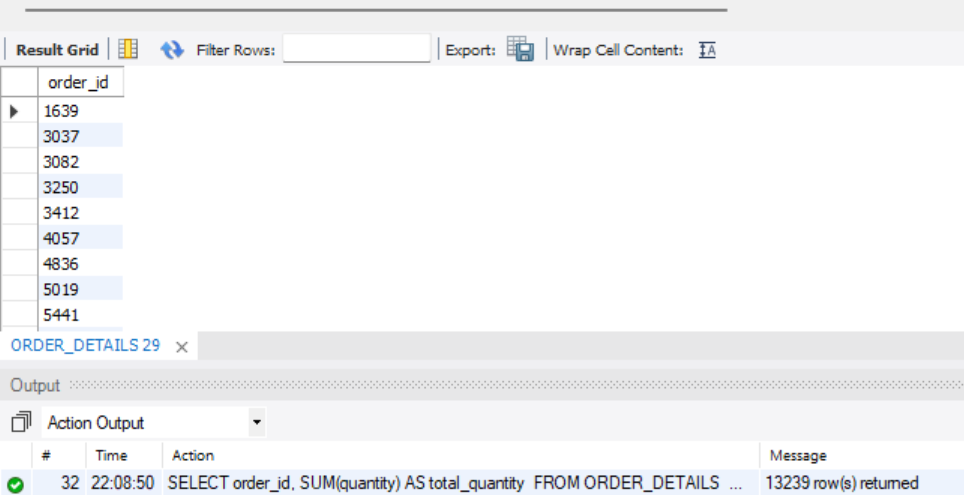 Result Grid Filter Rows: Export: Wrap Cell Content: IA
order_id
1639
3037
3082
3250
3412
4057
4836
5019
5441
ORDER_DETAILS 29 ×
Output
Action Output
# Time Action Message
32 22:08:50 SELECT order_id, SUM(quantity) AS total_quantity FROM ORDER_DETAILS ... 13239 row(s) returned